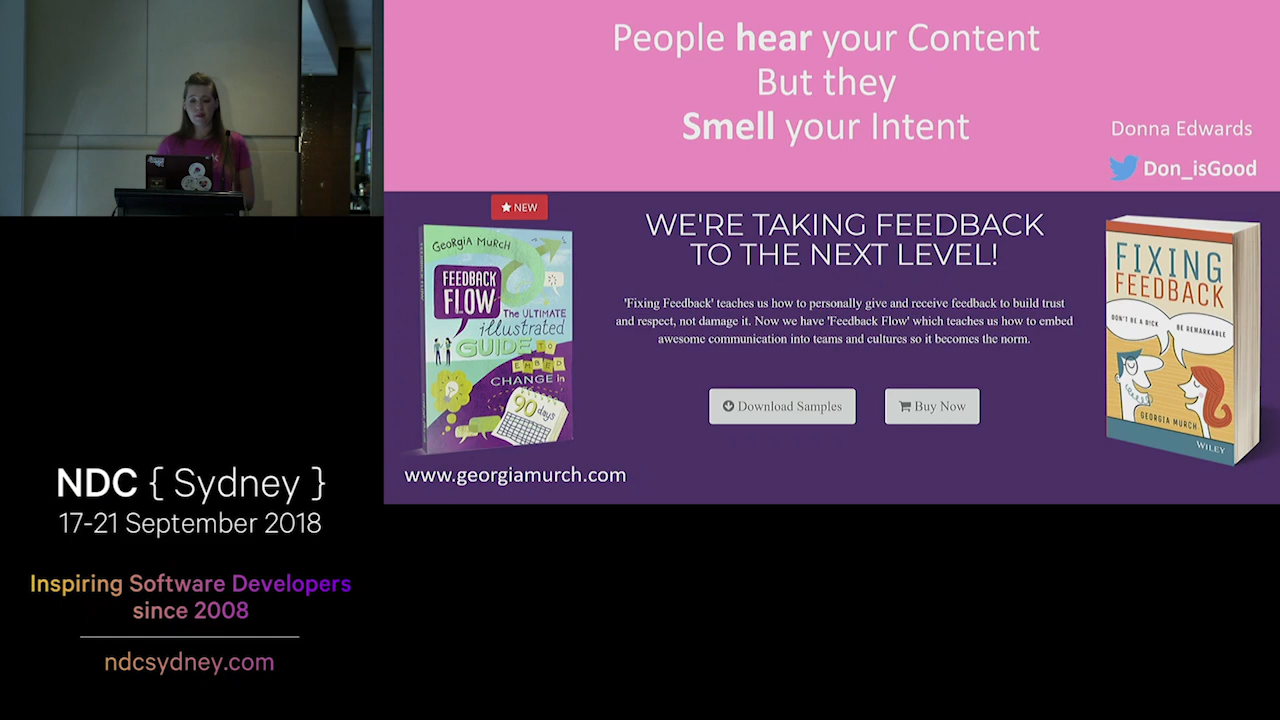 People hear your Content
But they
Smell your Intent
Donna Edwards
Don_isGood
NEW
WE'RE TAKING FEEDBACK
TO THE NEXT LEVEL!
'Fixing Feedback' teaches us how to personally give and receive feedback to build trust
and respect, not damage it. Now we have 'Feedback Flow' which teaches us how to embed
awesome communication into teams and cultures so it becomes the norm.
Download Samples
Buy Now
GEORGIA MURCH
FEEDBACK
FLOW
THE ULTIMATE
illustrated
GUIDE TO
EMBED
CHANGE in
90 days
FIXING
FEEDBACK
DON'T BE A DICK
BE REMARKABLE
GEORGIA MURCH
WILEY
www.georgiamurch.com
NDC { Sydney }
17-21 September 2018
Inspiring Software Developers
since 2008
ndcsydney.com